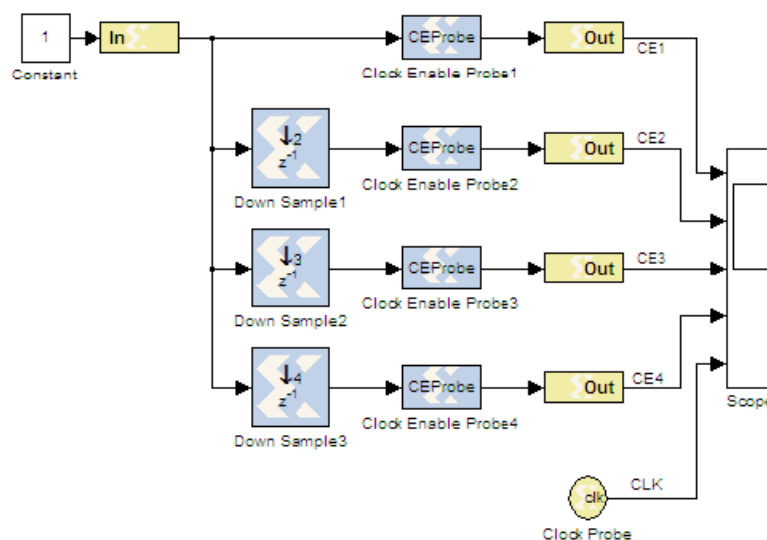 1
Constant
In
CEProbe
Clock Enable Probe1
Out
CE1
↓2
z⁻¹
Down Sample1
CEProbe
Clock Enable Probe2
Out
CE2
↓3
z⁻¹
Down Sample2
CEProbe
Clock Enable Probe3
Out
CE3
↓4
z⁻¹
Down Sample3
CEProbe
Clock Enable Probe4
Out
CE4
Scope
clk
CLK
Clock Probe